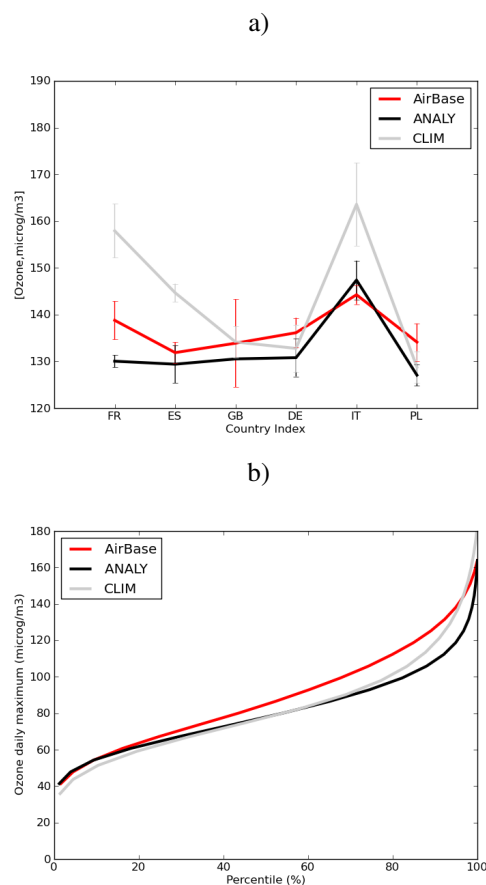 a)
190
180
170
160
150
140
130
120
[Ozone,microg/m3]
AirBase
ANALY
CLIM
FR ES GB DE IT PL
Country Index
b)
180
160
140
120
100
80
60
40
20
0
Ozone daily maximum (microg/m3)
AirBase
ANALY
CLIM
0 20 40 60 80 100
Percentile (%)